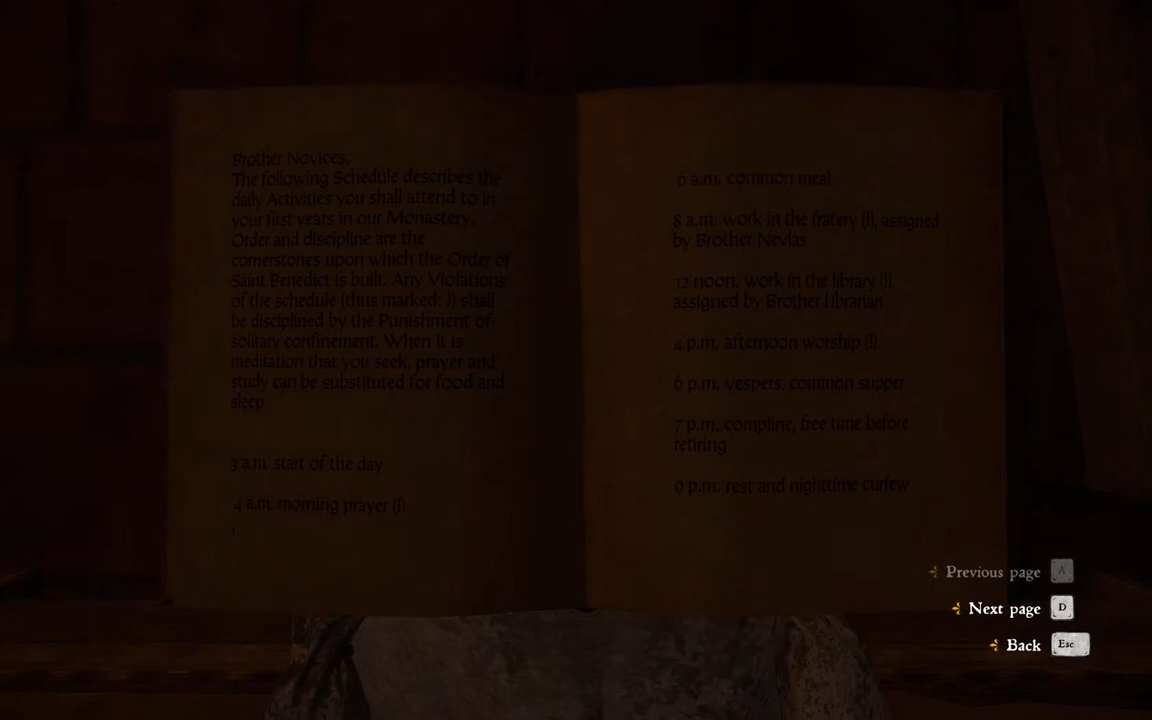 Brother Novices,
The following Schedule describes the
daily Activities you shall attend to in
your first years in our Monastery.
Order and discipline are the
cornerstones upon which the Order of
Saint Benedict is built. Any Violations
of the schedule (thus marked: !) shall
be disciplined by the Punishment of
solitary confinement. When it is
meditation that you seek, prayer and
study can be substituted for food and
sleep
3 a.m. start of the day
4 a.m. morning prayer (!)
6 a.m. common meal
8 a.m. work in the fratery (!), assigned
by Brother Nevlas
12 noon, work in the library (!),
assigned by Brother Librarian
4 p.m. afternoon worship (!)
6 p.m. vespers, common supper
7 p.m. compline, free time before
retiring
9 p.m. rest and nighttime curfew
Previous page A
Next page D
Back Esc